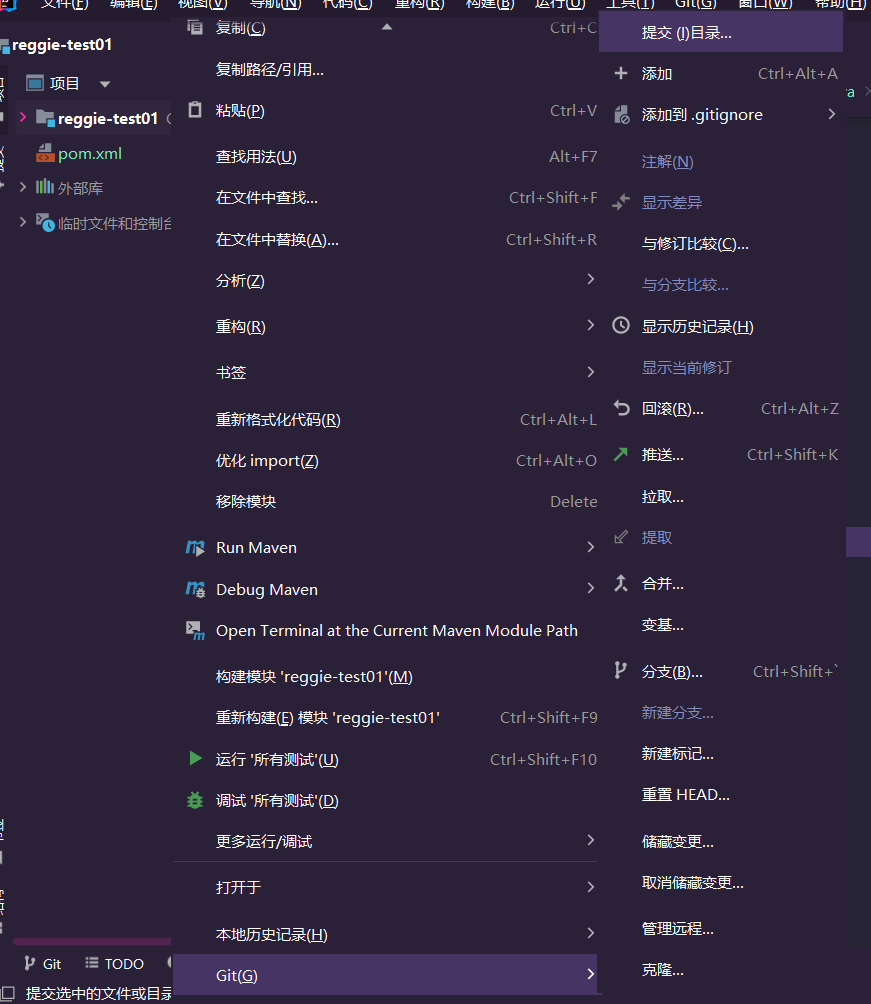 文件(F) 编辑(E) 视图(V) 导航(N) 代码(C) 重构(R) 构建(B) 运行(U) 工具(T) Git(G) 窗口(W) 帮助(H)
reggie-test01
项目
reggie-test01
pom.xml
外部库
临时文件和控制台
复制(C) Ctrl+C
复制路径/引用...
粘贴(P) Ctrl+V
查找用法(U) Alt+F7
在文件中查找... Ctrl+Shift+F
在文件中替换(A)... Ctrl+Shift+R
分析(Z)
重构(R)
书签
重新格式化代码(R) Ctrl+Alt+L
优化 import(Z) Ctrl+Alt+O
移除模块 Delete
Run Maven
Debug Maven
Open Terminal at the Current Maven Module Path
构建模块 'reggie-test01'(M)
重新构建(E) 模块 'reggie-test01' Ctrl+Shift+F9
运行 '所有测试'(U) Ctrl+Shift+F10
调试 '所有测试'(D)
更多运行/调试
打开于
本地历史记录(H)
Git(G)
提交 (I)目录...
添加 Ctrl+Alt+A
添加到 .gitignore
注解(N)
显示差异
与修订比较(C)...
与分支比较...
显示历史记录(H)
显示当前修订
回滚(R)... Ctrl+Alt+Z
推送... Ctrl+Shift+K
拉取...
提取
合并...
变基...
分支(B)... Ctrl+Shift+`
新建分支...
新建标记...
重置 HEAD...
储藏变更...
取消储藏变更...
管理远程...
克隆...
va
Git TODO
提交选中的文件或目录